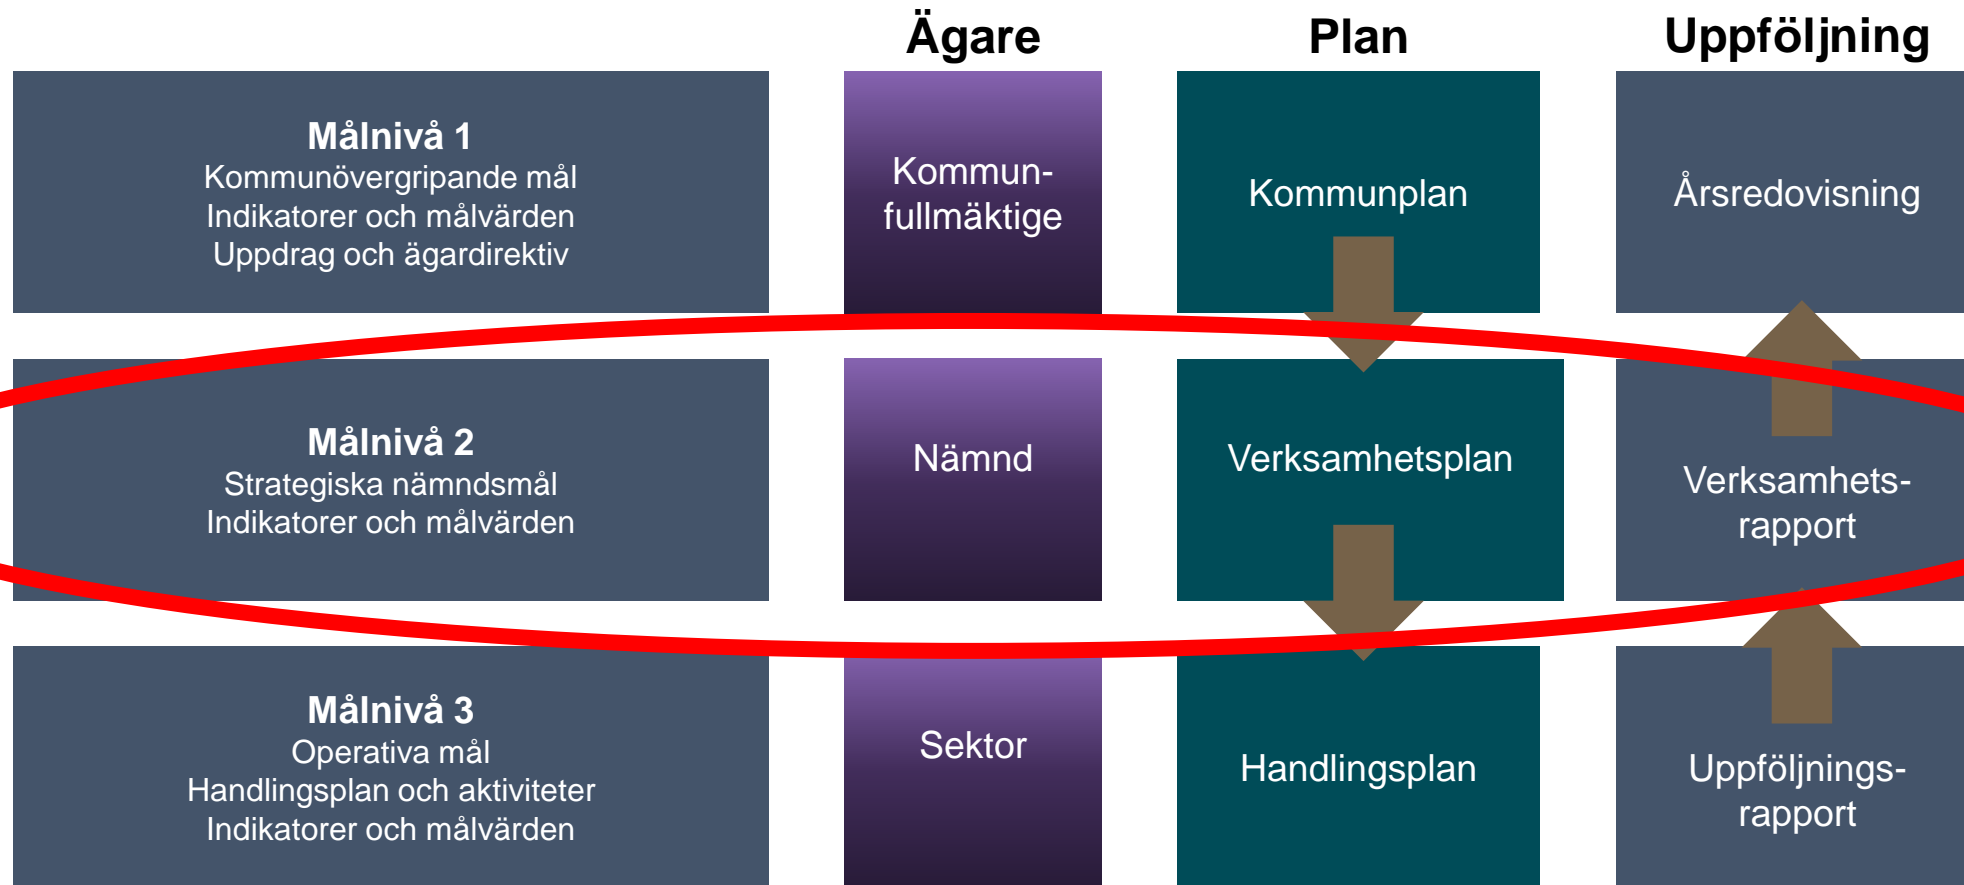 Ägare
Plan
Uppföljning
Målnivå 1
Kommunövergripande mål
Indikatorer och målvärden
Uppdrag och ägardirektiv
Kommun-
fullmäktige
Kommunplan
Årsredovisning
Målnivå 2
Strategiska nämndsmål
Indikatorer och målvärden
Nämnd
Verksamhetsplan
Verksamhets-
rapport
Målnivå 3
Operativa mål
Handlingsplan och aktiviteter
Indikatorer och målvärden
Sektor
Handlingsplan
Uppföljnings-
rapport